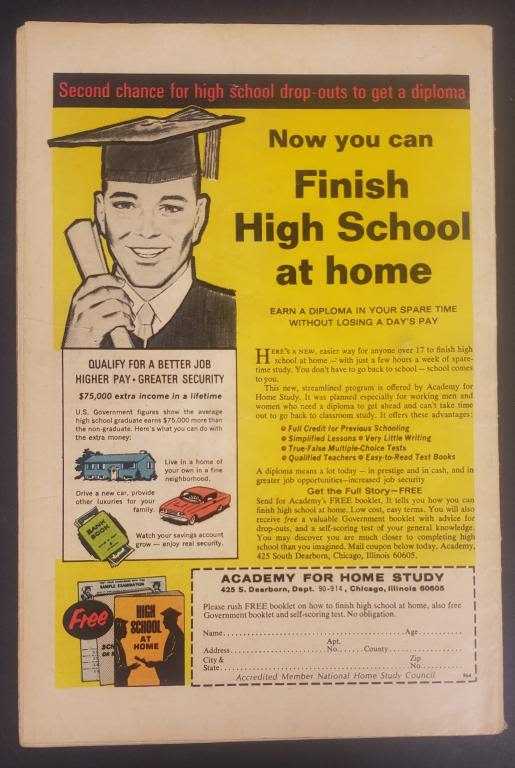 Second chance for high school drop-outs to get a diploma
Now you can
Finish
High School
at home
EARN A DIPLOMA IN YOUR SPARE TIME
WITHOUT LOSING A DAY'S PAY
HERE'S A NEW, easier way for anyone over 17 to finish high
school at home — with just a few hours a week of spare-
time study. You don't have to go back to school — school comes
to you.
This new, streamlined program is offered by Academy for
Home Study. It was planned especially for working men and
women who need a diploma to get ahead and can't take time
out to go back to classroom study. It offers these advantages:
• Full Credit for Previous Schooling
• Simplified Lessons • Very Little Writing
• True-False Multiple-Choice Tests
• Qualified Teachers • Easy-to-Read Text Books
A diploma means a lot today — in prestige and in cash, and in
greater job opportunities—increased job security
Get the Full Story—FREE
Send for Academy's FREE booklet. It tells you how you can
finish high school at home. Low cost, easy terms. You will also
receive free a valuable Government booklet with advice for
drop-outs, and a self-scoring test of your general knowledge.
You may discover you are much closer to completing high
school than you imagined. Mail coupon below today. Academy,
425 South Dearborn, Chicago, Illinois 60605.
QUALIFY FOR A BETTER JOB
HIGHER PAY • GREATER SECURITY
$75,000 extra income in a lifetime
U.S. Government figures show the average
high school graduate earns $75,000 more than
the non-graduate. Here's what you can do with
the extra money:
Live in a home of
your own in a fine
neighborhood.
Drive a new car, provide
other luxuries for your
family.
BANK
BOOK
Watch your savings account
grow — enjoy real security.
Free
SAMPLE EXAMINATION
HIGH
SCHOOL
AT
HOME
ACADEMY FOR HOME STUDY
425 S. Dearborn, Dept. 90-914, Chicago, Illinois 60605
Please rush FREE booklet on how to finish high school at home, also free
Government booklet and self-scoring test. No obligation.
Name Age
Address Apt. No. County
City & State Zip No.
Accredited Member National Home Study Council